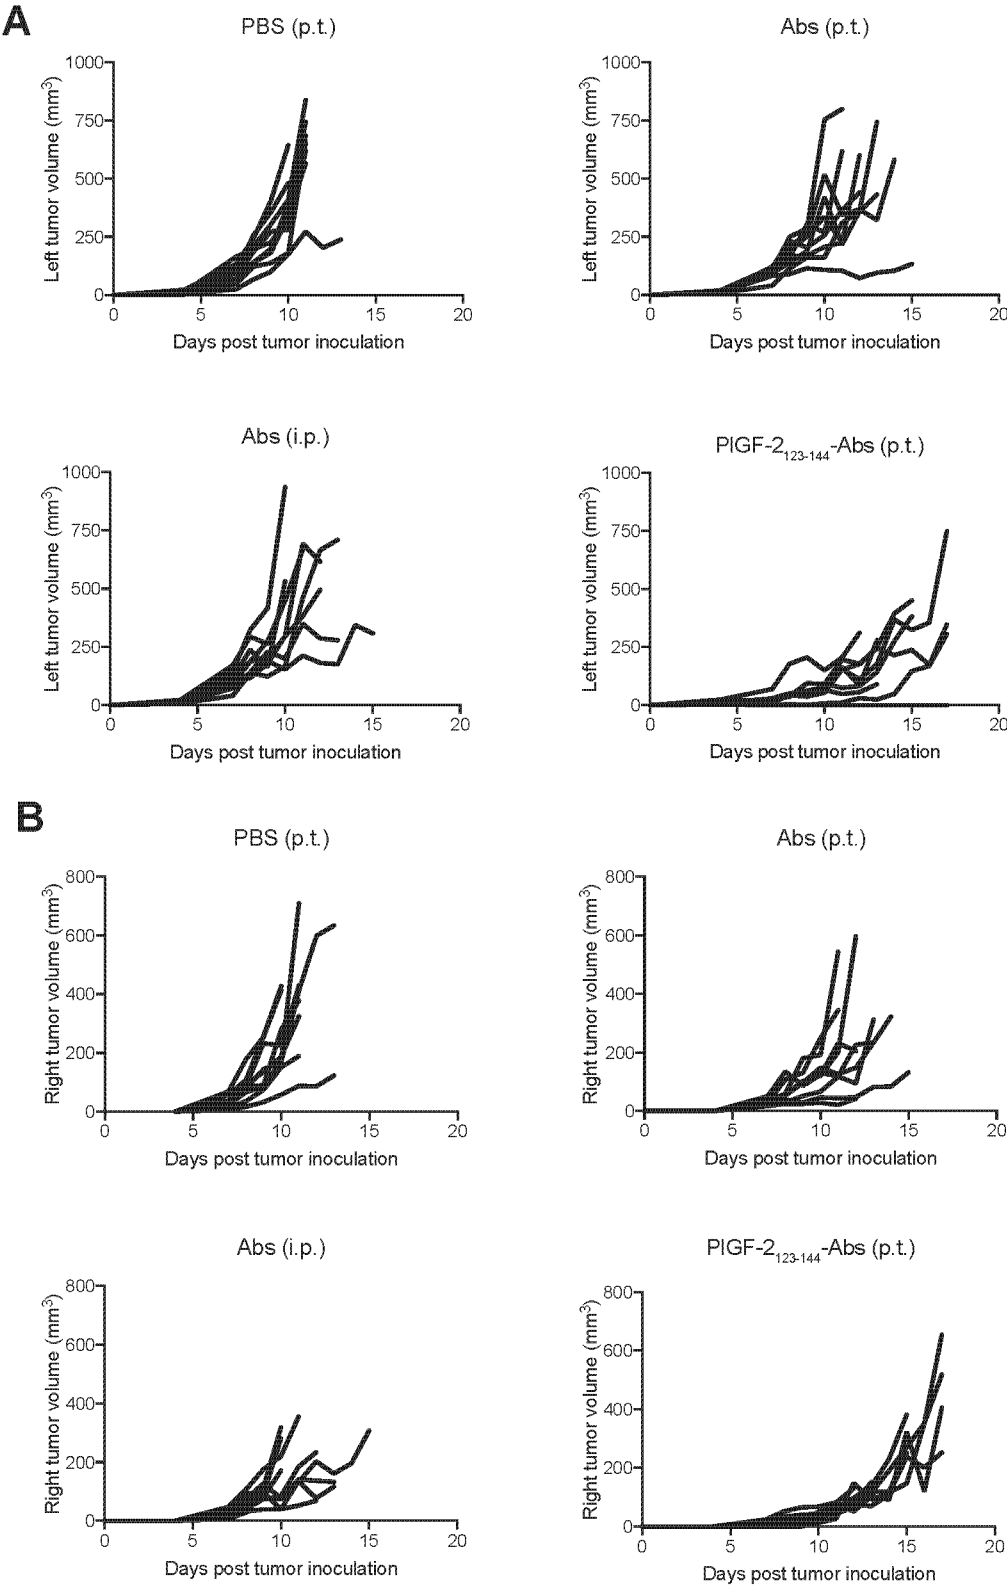 A
PBS (p.t.)
Abs (p.t.)
Left tumor volume (mm3)
1000
750
500
250
0
0 5 10 15 20
Days post tumor inoculation
Left tumor volume (mm3)
1000
750
500
250
0
0 5 10 15 20
Days post tumor inoculation
Abs (i.p.)
PlGF-2123-144-Abs (p.t.)
Left tumor volume (mm3)
1000
750
500
250
0
0 5 10 15 20
Days post tumor inoculation
Left tumor volume (mm3)
1000
750
500
250
0
0 5 10 15 20
Days post tumor inoculation
B
PBS (p.t.)
Abs (p.t.)
Right tumor volume (mm3)
800
600
400
200
0
0 5 10 15 20
Days post tumor inoculation
Right tumor volume (mm3)
800
600
400
200
0
0 5 10 15 20
Days post tumor inoculation
Abs (i.p.)
PlGF-2123-144-Abs (p.t.)
Right tumor volume (mm3)
800
600
400
200
0
0 5 10 15 20
Days post tumor inoculation
Right tumor volume (mm3)
800
600
400
200
0
0 5 10 15 20
Days post tumor inoculation